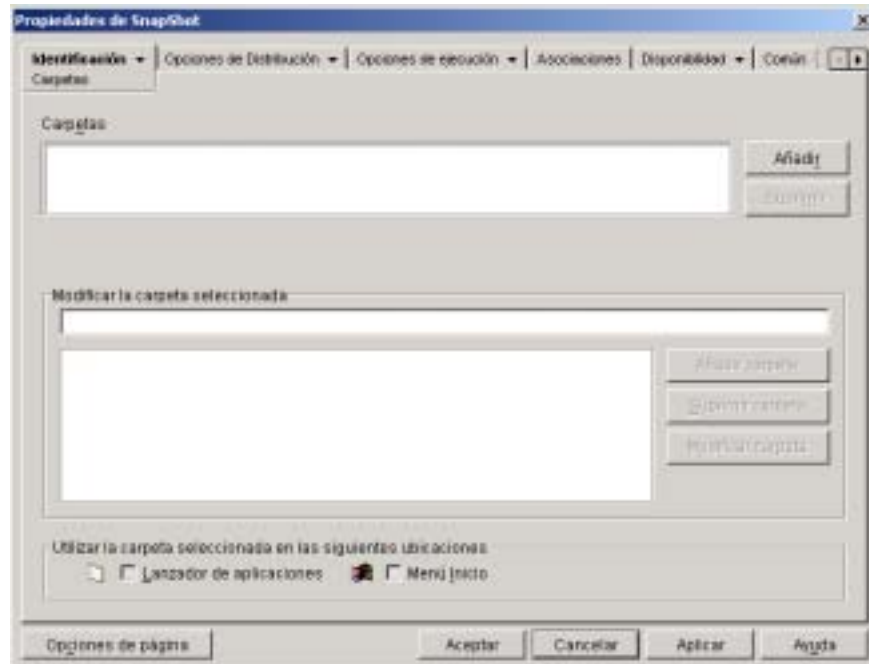 Propiedades de SnapShot
Identificación Opciones de Distribución Opciones de ejecución Asociaciones Disponibilidad Común
Carpetas
Carpetas
Añadir
Suprimir
Modificar la carpeta seleccionada
Añadir carpeta
Suprimir carpeta
Modificar carpeta
Utilizar la carpeta seleccionada en las siguientes ubicaciones
Lanzador de aplicaciones Menú Inicio
Opciones de página Aceptar Cancelar Aplicar Ayuda